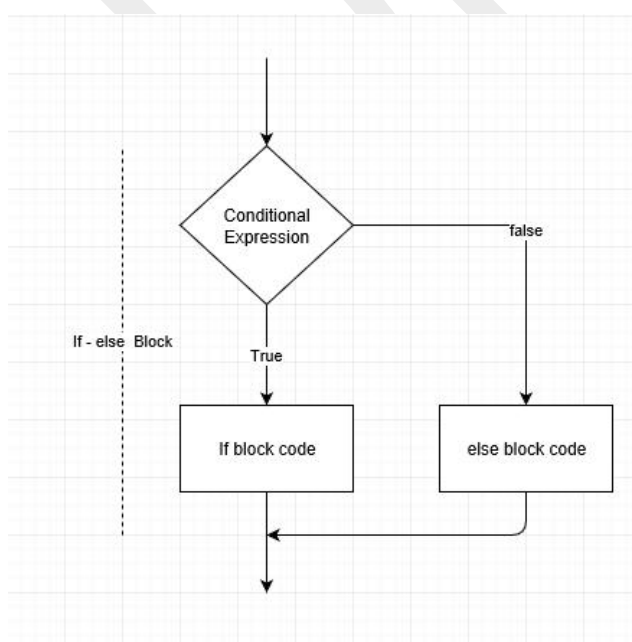 Conditional
Expression
false
If - else Block
True
If block code
else block code